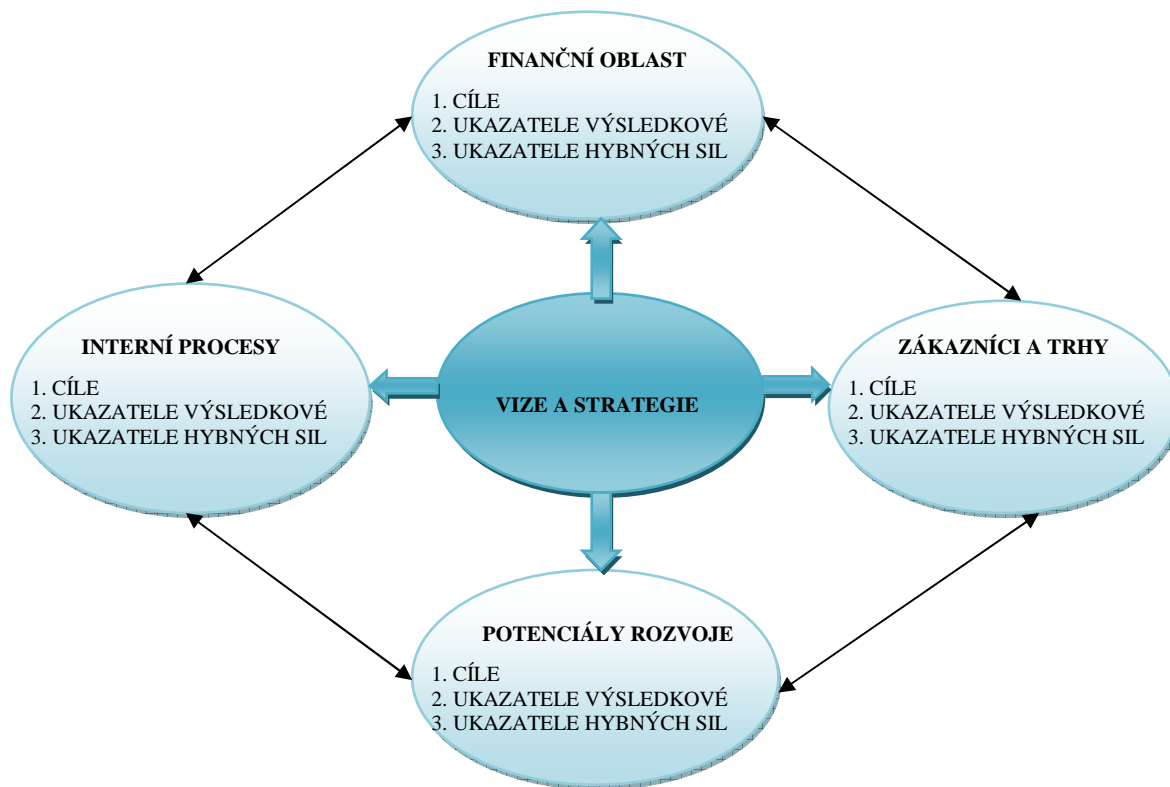 FINANČNÍ OBLAST
1. CÍLE
2. UKAZATELE VÝSLEDKOVÉ
3. UKAZATELE HYBNÝCH SIL
INTERNÍ PROCESY
1. CÍLE
2. UKAZATELE VÝSLEDKOVÉ
3. UKAZATELE HYBNÝCH SIL
VIZE A STRATEGIE
ZÁKAZNÍCI A TRHY
1. CÍLE
2. UKAZATELE VÝSLEDKOVÉ
3. UKAZATELE HYBNÝCH SIL
POTENCIÁLY ROZVOJE
1. CÍLE
2. UKAZATELE VÝSLEDKOVÉ
3. UKAZATELE HYBNÝCH SIL